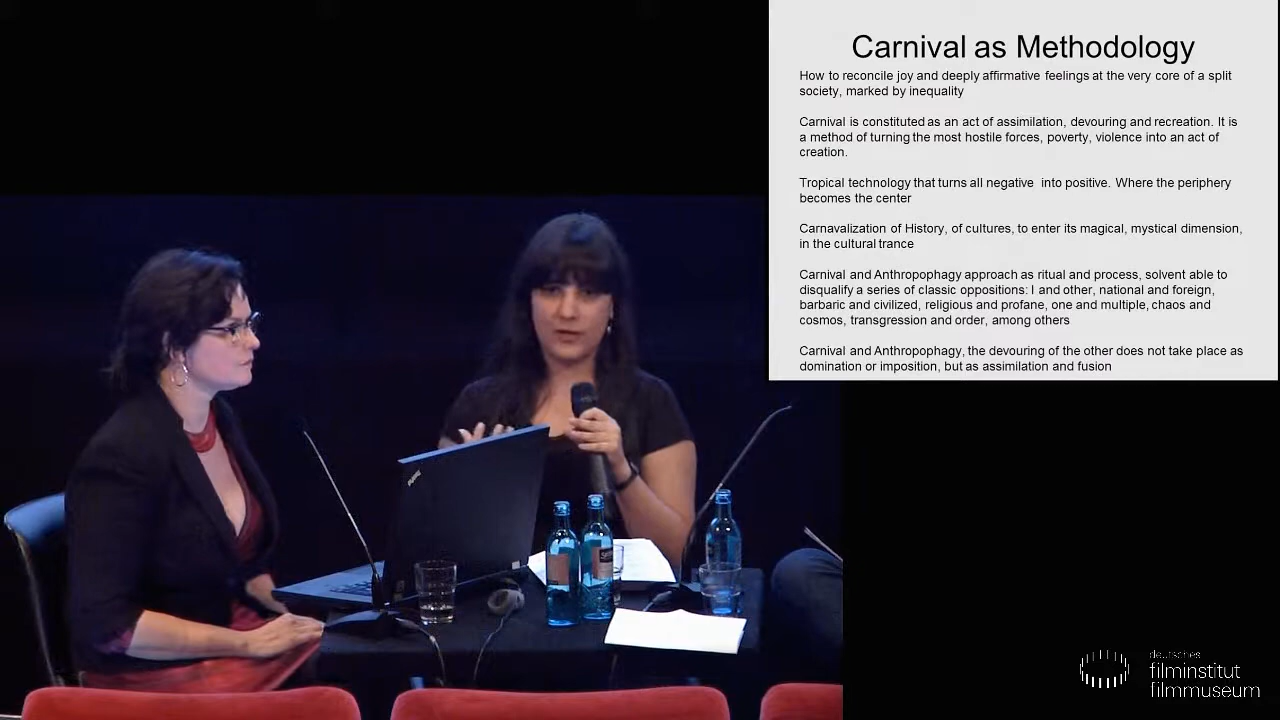 Carnival as Methodology
How to reconcile joy and deeply affirmative feelings at the very core of a split
society, marked by inequality
Carnival is constituted as an act of assimilation, devouring and recreation. It is
a method of turning the most hostile forces, poverty, violence into an act of
creation.
Tropical technology that turns all negative into positive. Where the periphery
becomes the center
Carnavalization of History, of cultures, to enter its magical, mystical dimension,
in the cultural trance
Carnival and Anthropophagy approach as ritual and process, solvent able to
disqualify a series of classic oppositions: I and other, national and foreign,
barbaric and civilized, religious and profane, one and multiple, chaos and
cosmos, transgression and order, among others
Carnival and Anthropophagy, the devouring of the other does not take place as
domination or imposition, but as assimilation and fusion
deutsches
filminstitut
filmmuseum